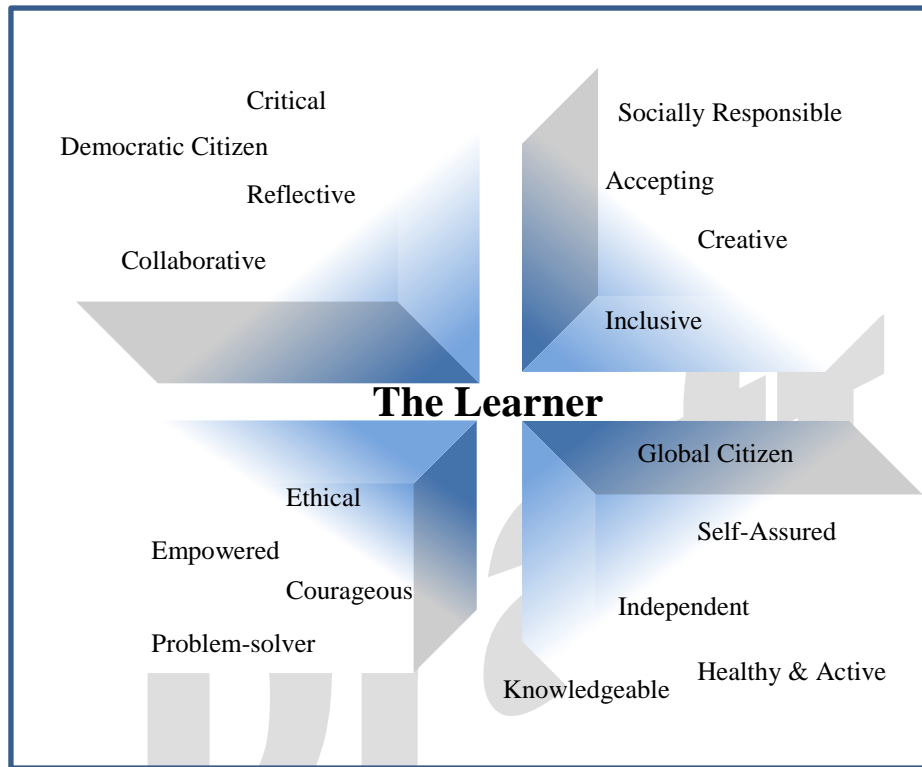 Critical
Democratic Citizen
Reflective
Collaborative
Socially Responsible
Accepting
Creative
Inclusive
The Learner
Ethical
Empowered
Courageous
Problem-solver
Global Citizen
Self-Assured
Independent
Healthy & Active
Knowledgeable